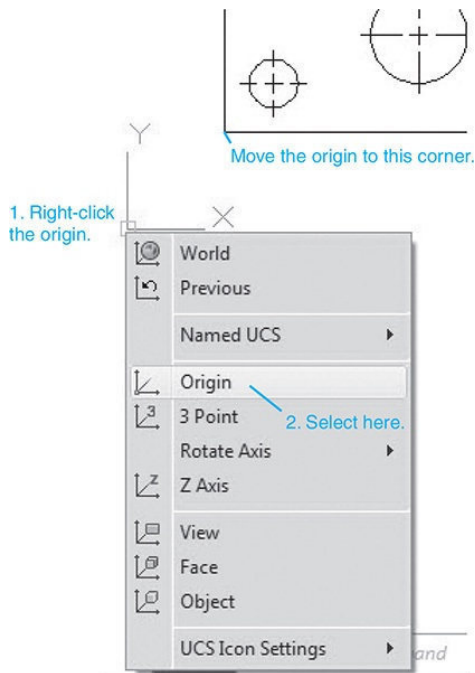 Move the origin to this corner.
Y
1. Right-click
the origin.
X
World
Previous
Named UCS
Origin
3 Point
2. Select here.
Rotate Axis
Z Axis
View
Face
Object
UCS Icon Settings
and